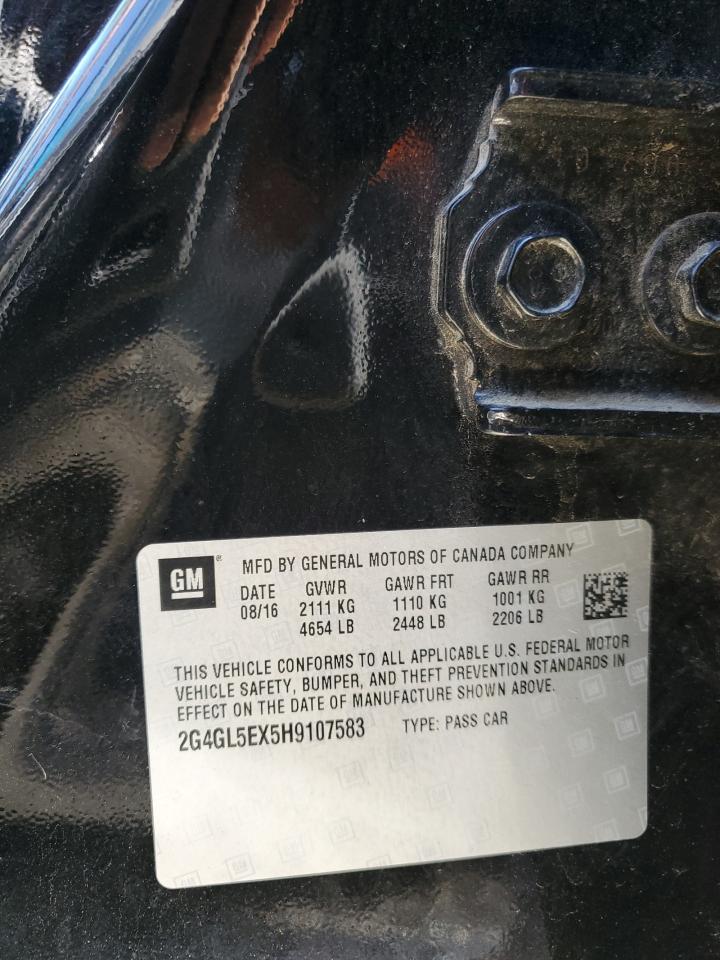 GM
MFD BY GENERAL MOTORS OF CANADA COMPANY
DATE GVWR GAWR FRT GAWR RR
08/16 2111 KG 1110 KG 1001 KG
4654 LB 2448 LB 2206 LB
THIS VEHICLE CONFORMS TO ALL APPLICABLE U.S. FEDERAL MOTOR
VEHICLE SAFETY, BUMPER, AND THEFT PREVENTION STANDARDS IN
EFFECT ON THE DATE OF MANUFACTURE SHOWN ABOVE.
2G4GL5EX5H9107583 TYPE: PASS CAR